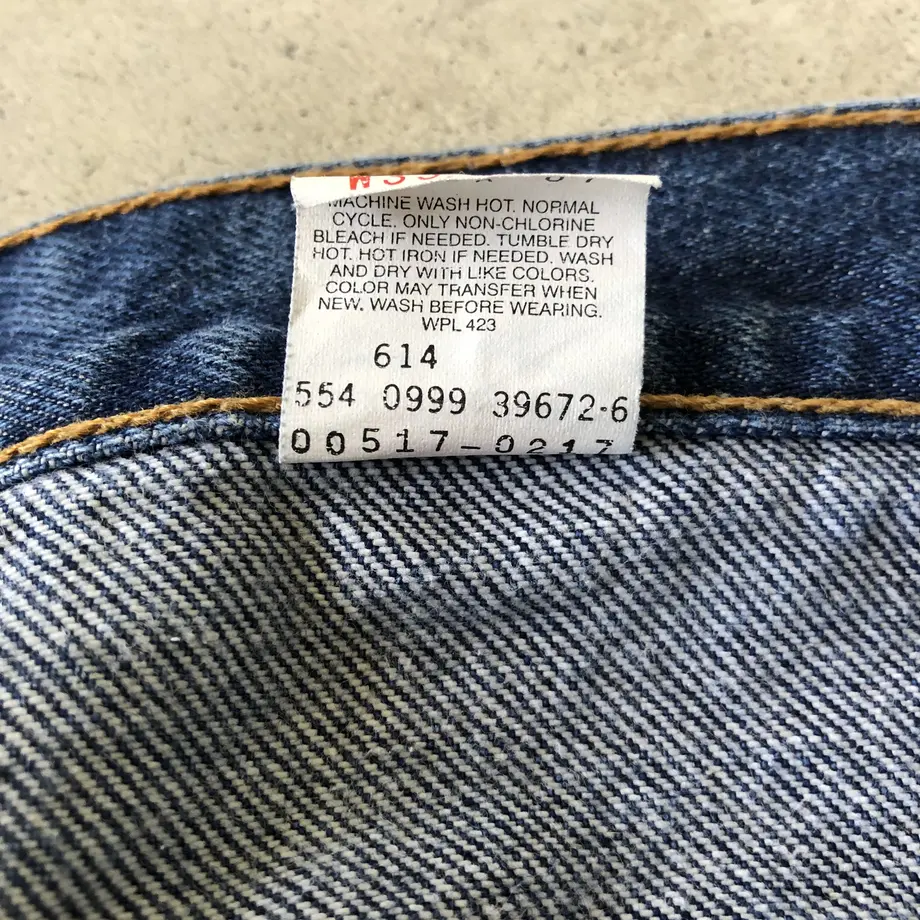 MACHINE WASH HOT. NORMAL
CYCLE. ONLY NON-CHLORINE
BLEACH IF NEEDED. TUMBLE DRY
HOT. HOT IRON IF NEEDED. WASH
AND DRY WITH LIKE COLORS.
COLOR MAY TRANSFER WHEN
NEW. WASH BEFORE WEARING.
WPL 423
614
554 0999 39672-6
00517-0217